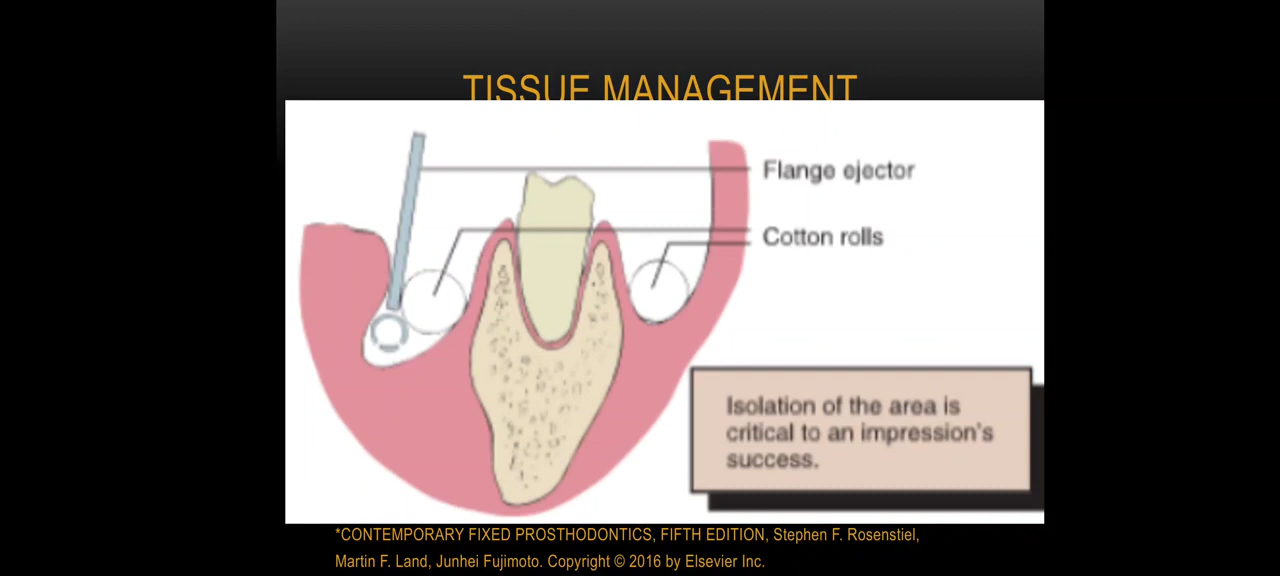 TISSUE MANAGEMENT
Flange ejector
Cotton rolls
Isolation of the area is
critical to an impression's
success.
*CONTEMPORARY FIXED PROSTHODONTICS, FIFTH EDITION, Stephen F. Rosenstiel,
Martin F. Land, Junhei Fujimoto. Copyright © 2016 by Elsevier Inc.